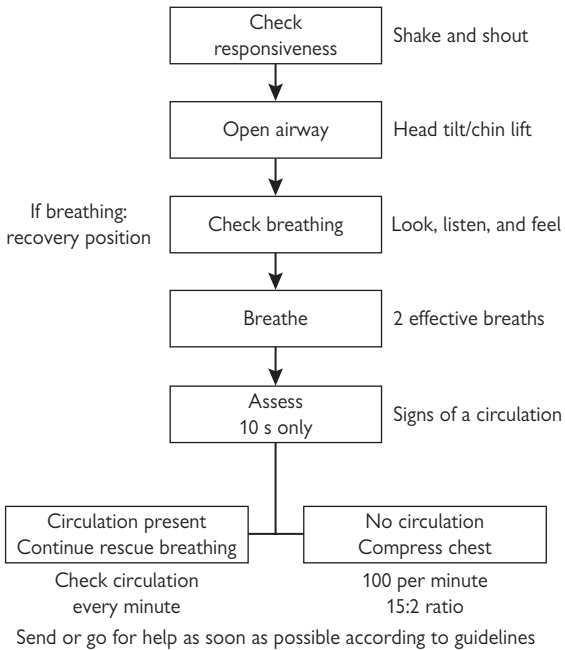 Check
responsiveness
Shake and shout
Open airway
Head tilt/chin lift
If breathing:
recovery position
Check breathing
Look, listen, and feel
Breathe
2 effective breaths
Assess
10 s only
Signs of a circulation
Circulation present
Continue rescue breathing
No circulation
Compress chest
Check circulation
every minute
100 per minute
15:2 ratio
Send or go for help as soon as possible according to guidelines